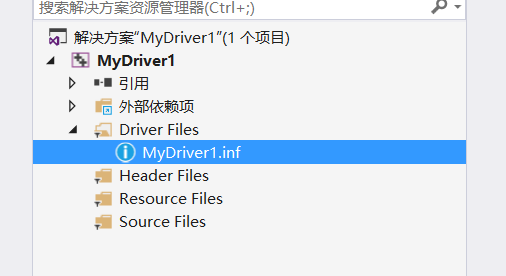 搜索解决方案资源管理器(Ctrl+;)
解决方案"MyDriver1"(1 个项目)
MyDriver1
引用
外部依赖项
Driver Files
MyDriver1.inf
Header Files
Resource Files
Source Files